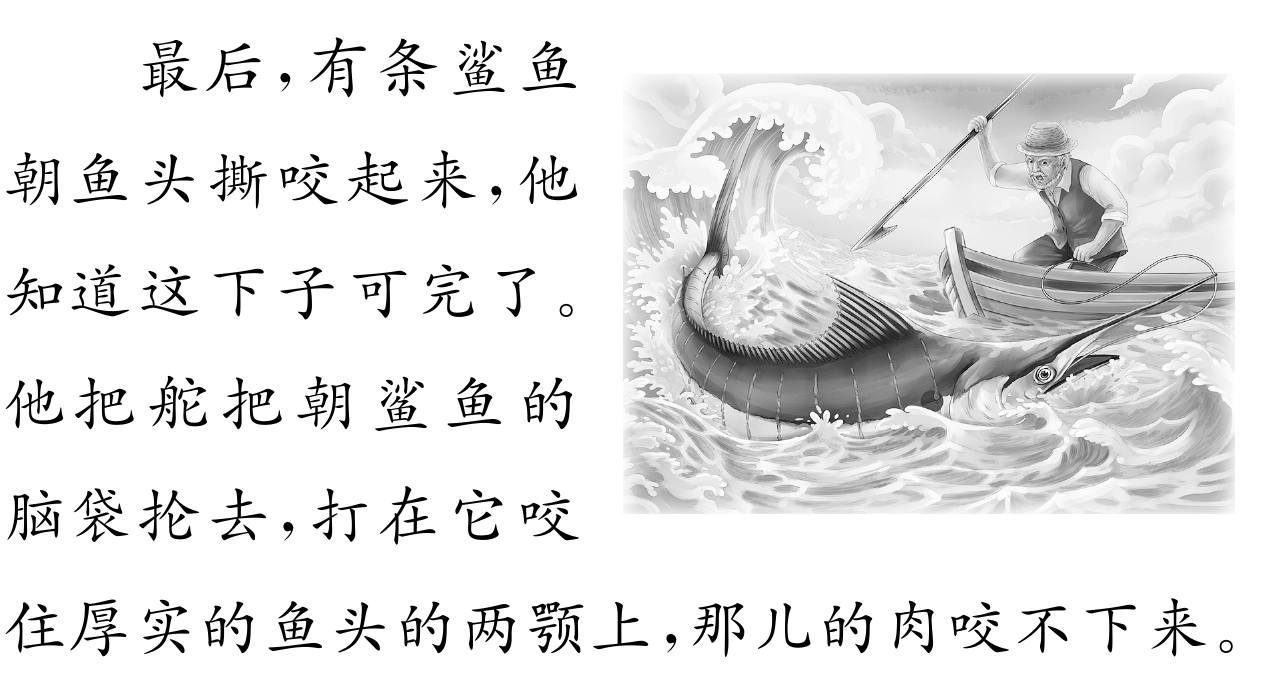 最后，有条鲨鱼
朝鱼头撕咬起来，他
知道这下子可完了。
他把舵把朝鲨鱼的
脑袋抡去，打在它咬
住厚实的鱼头的两颚上，那儿的肉咬不下来。